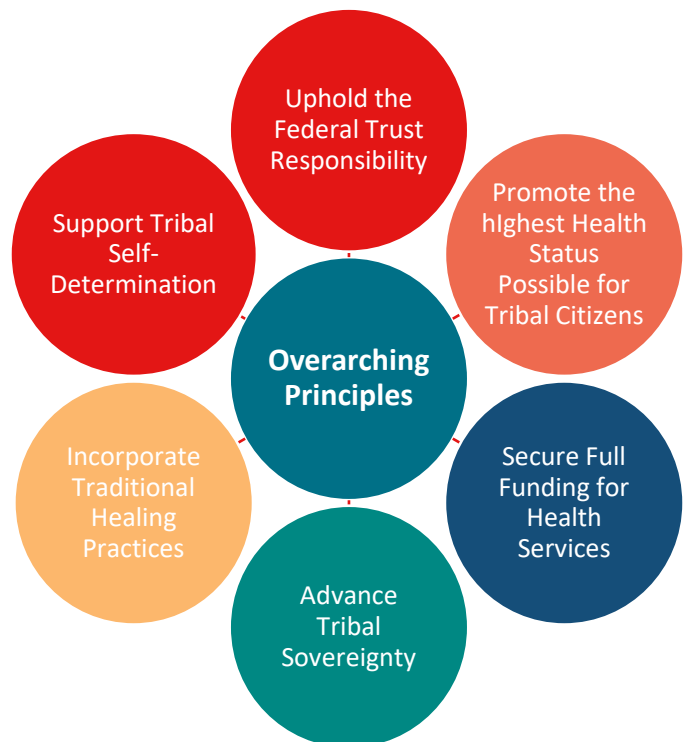 Uphold the
Federal Trust
Responsibility
Promote the
hIghest Health
Status
Possible for
Tribal Citizens
Secure Full
Funding for
Health
Services
Advance
Tribal
Sovereignty
Incorporate
Traditional
Healing
Practices
Support Tribal
Self-
Determination
Overarching
Principles